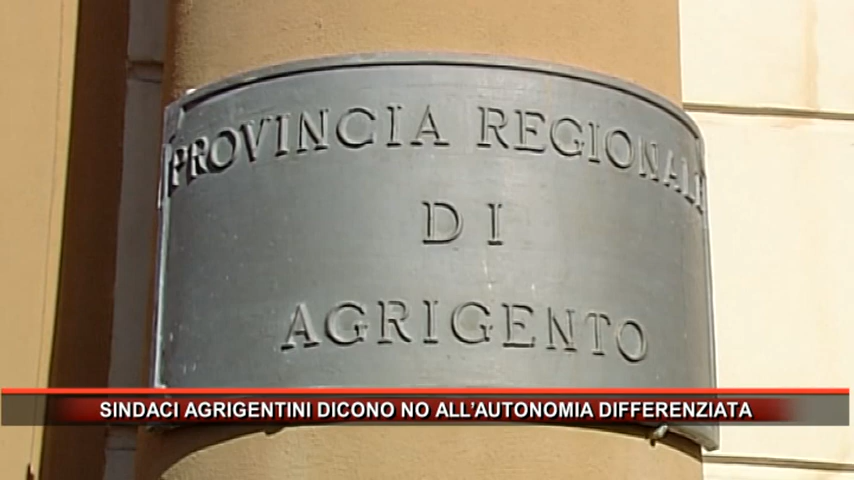 PROVINCIA REGIONALE
DI
AGRIGENTO
SINDACI AGRIGENTINI DICONO NO ALL'AUTONOMIA DIFFERENZIATA